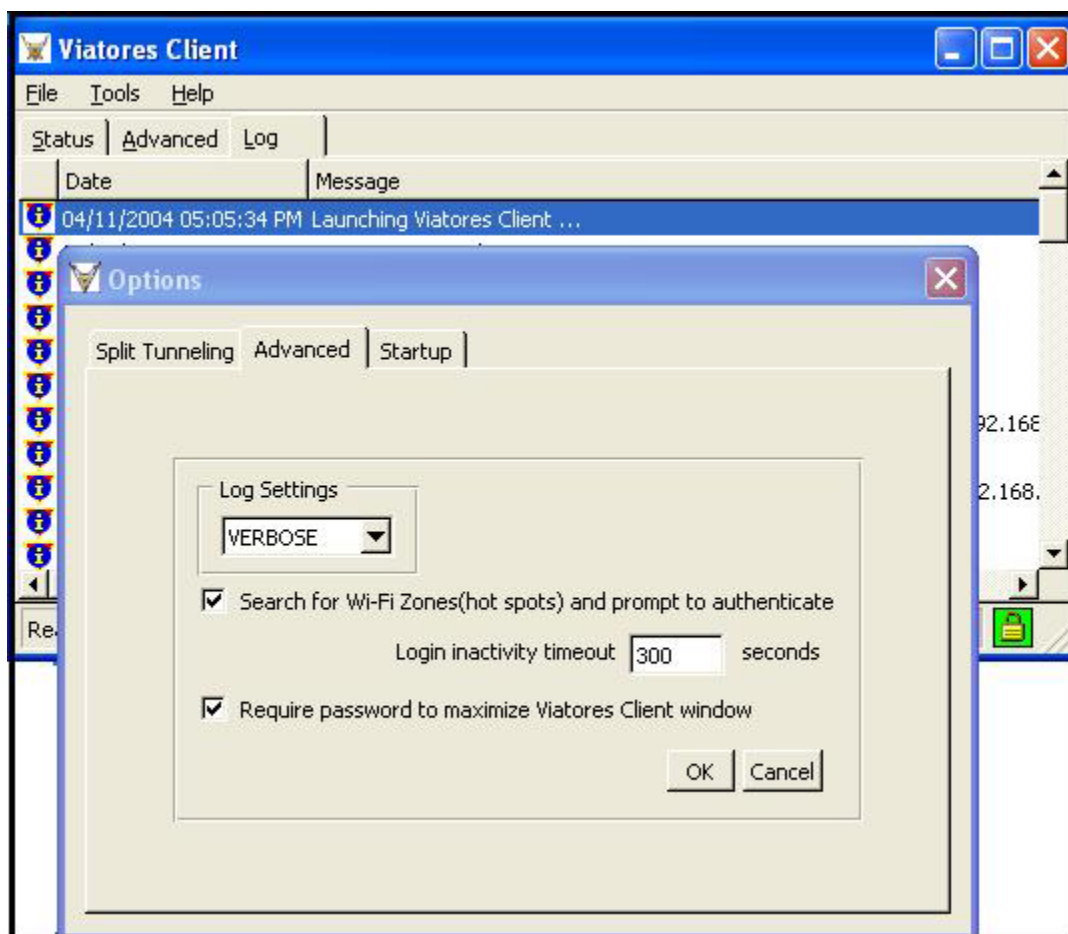 Viatores Client
File Tools Help
Status Advanced Log
Date Message
04/11/2004 05:05:34 PM Launching Viatores Client ...
Options
Split Tunneling Advanced Startup
92.168
2.168.
Log Settings
VERBOSE
Search for Wi-Fi Zones(hot spots) and prompt to authenticate
Login inactivity timeout 300 seconds
Require password to maximize Viatores Client window
OK Cancel